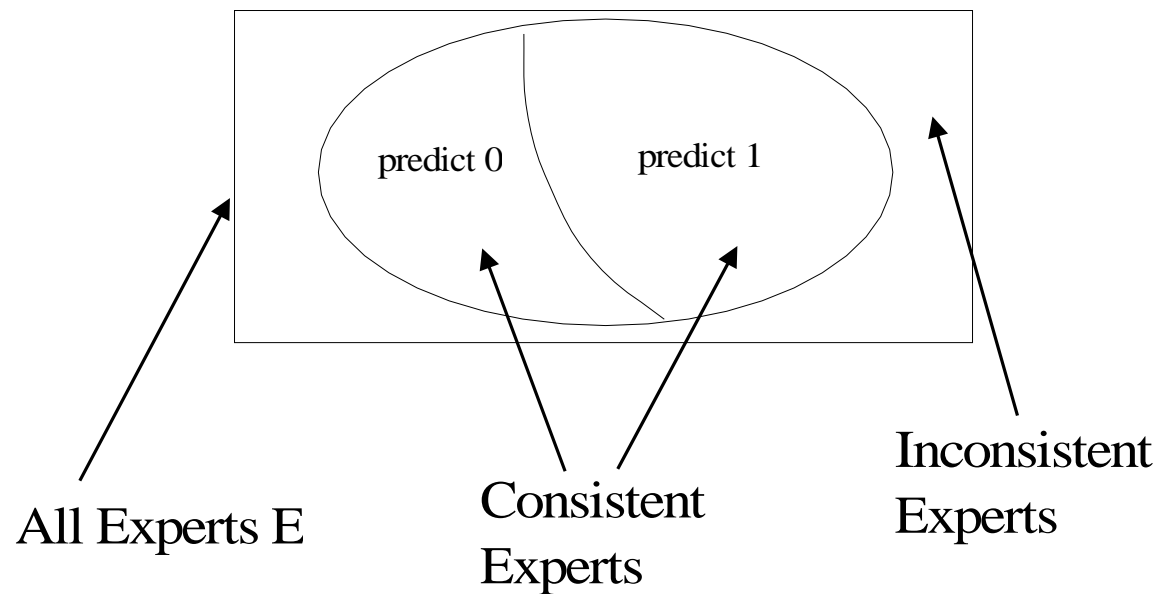 predict 0
predict 1
All Experts E
Consistent
Experts
Inconsistent
Experts